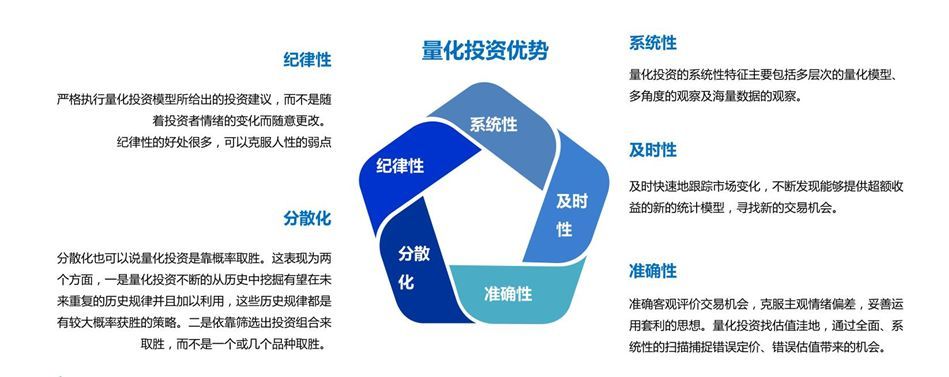 量化投资优势
纪律性
严格执行量化投资模型所给出的投资建议，而不是随
着投资者情绪的变化而随意更改。
纪律性的好处很多，可以克服人性的弱点
分散化
分散化也可以说量化投资是靠概率取胜。这表现为两
个方面，一是量化投资不断的从历史中挖掘有望在未
来重复的历史规律并且加以利用，这些历史规律都是
有较大概率获胜的策略。二是依靠筛选出投资组合来
取胜，而不是一个或几个品种取胜。
系统性
纪律性
及时
性
分散
化
准确性
系统性
量化投资的系统性特征主要包括多层次的量化模型、
多角度的观察及海量数据的观察。
及时性
及时快速地跟踪市场变化，不断发现能够提供超额收
益的新的统计模型，寻找新的交易机会。
准确性
准确客观评价交易机会，克服主观情绪偏差，妥善运
用套利的思想。量化投资找估值洼地，通过全面、系
统性的扫描捕捉错误定价、错误估值带来的机会。